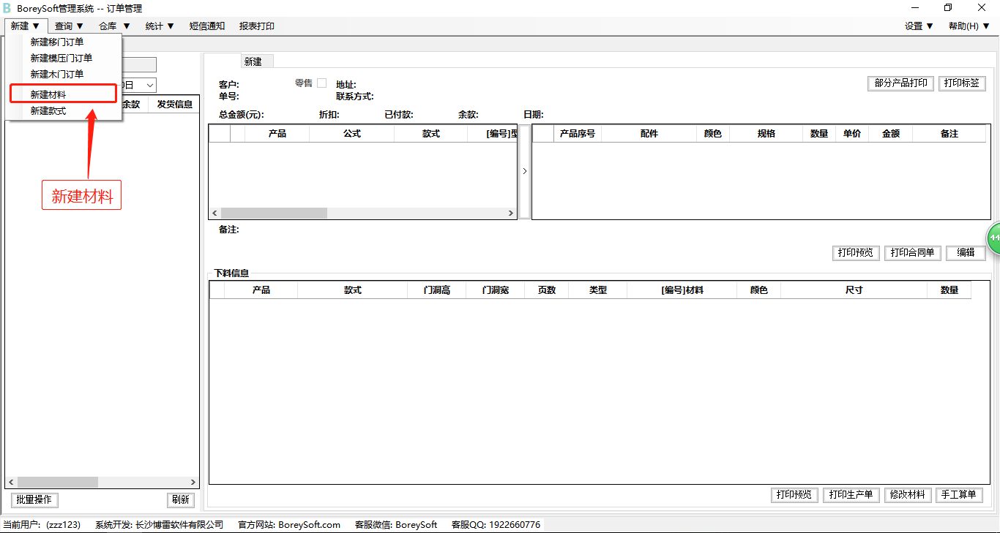 B BoreySoft管理系统 -- 订单管理
新建 ▼ 查询 ▼ 仓库 ▼ 统计 ▼ 短信通知 报表打印 设置 ▼ 帮助(H) ▼
新建移门订单
新建模压门订单
新建木门订单
新建材料
新建款式
日
余款 发货信息
新建材料
批量操作 刷新
新建
客户: 零售 地址: 部分产品打印 打印标签
单号: 联系方式:
总金额(元): 折扣: 已付款: 余款: 日期:
产品 公式 款式 [编号]型
产品序号 配件 颜色 规格 数量 单价 金额 备注
备注:
44
打印预览 打印合同单 编辑
下料信息
产品 款式 门洞高 门洞宽 页数 类型 [编号]材料 颜色 尺寸 数量
打印预览 打印生产单 修改材料 手工算单
当前用户: (zzz123) 系统开发: 长沙博雷软件有限公司 官方网站: BoreySoft.com 客服微信: BoreySoft 客服QQ: 1922660776